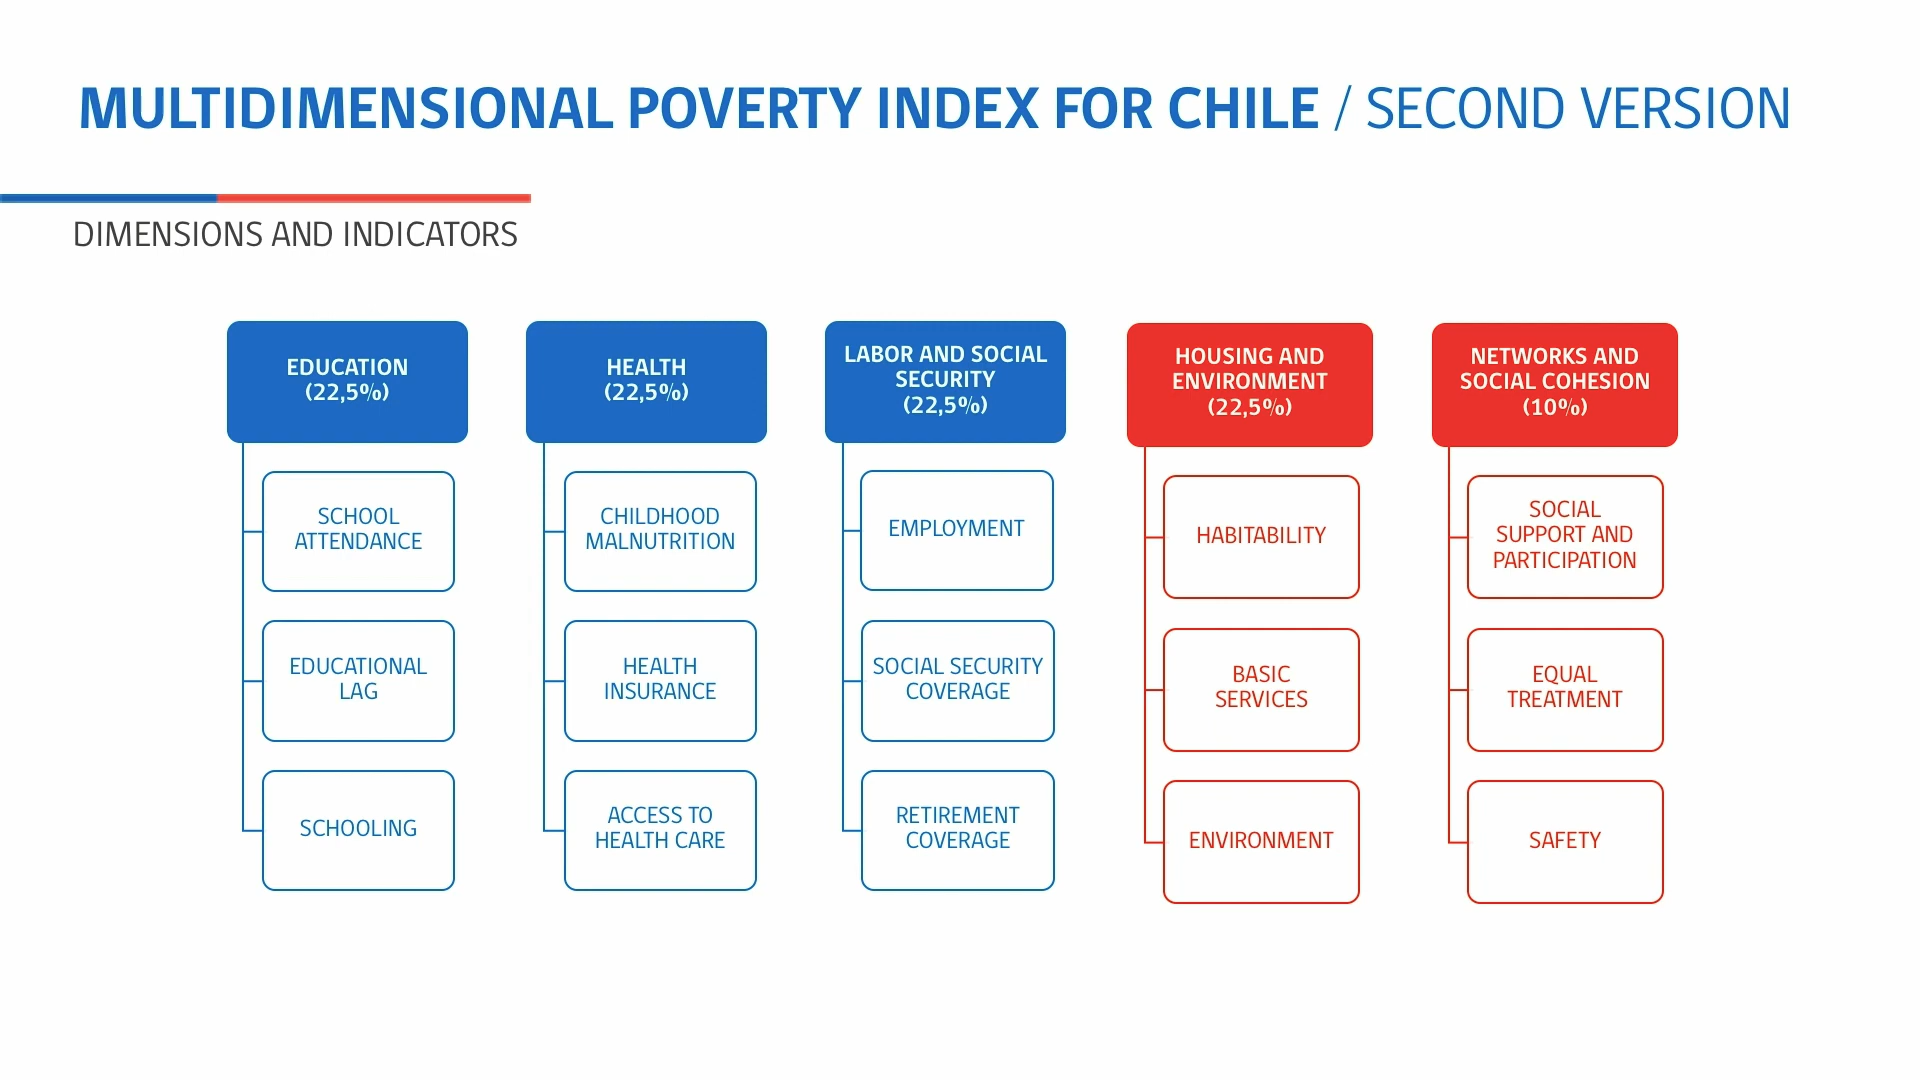 MULTIDIMENSIONAL POVERTY INDEX FOR CHILE / SECOND VERSION
DIMENSIONS AND INDICATORS
EDUCATION
(22,5%)
SCHOOL
ATTENDANCE
EDUCATIONAL
LAG
SCHOOLING
HEALTH
(22,5%)
CHILDHOOD
MALNUTRITION
HEALTH
INSURANCE
ACCESS TO
HEALTH CARE
LABOR AND SOCIAL
SECURITY
(22,5%)
EMPLOYMENT
SOCIAL SECURITY
COVERAGE
RETIREMENT
COVERAGE
HOUSING AND
ENVIRONMENT
(22,5%)
HABITABILITY
BASIC
SERVICES
ENVIRONMENT
NETWORKS AND
SOCIAL COHESION
(10%)
SOCIAL
SUPPORT AND
PARTICIPATION
EQUAL
TREATMENT
SAFETY